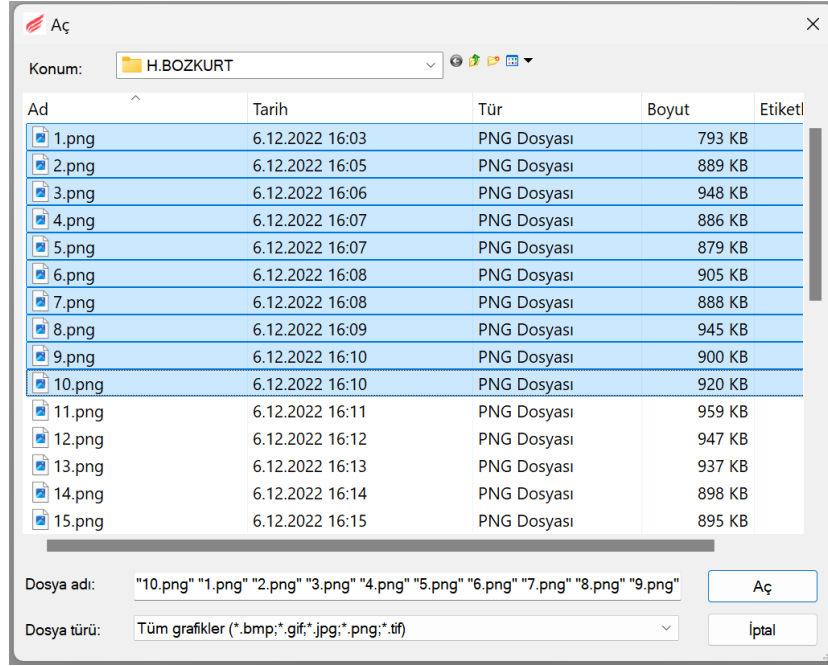 Aç
Konum: H.BOZKURT
Ad Tarih Tür Boyut Etiketl
1.png 6.12.2022 16:03 PNG Dosyası 793 KB
2.png 6.12.2022 16:05 PNG Dosyası 889 KB
3.png 6.12.2022 16:06 PNG Dosyası 948 KB
4.png 6.12.2022 16:07 PNG Dosyası 886 KB
5.png 6.12.2022 16:07 PNG Dosyası 879 KB
6.png 6.12.2022 16:08 PNG Dosyası 905 KB
7.png 6.12.2022 16:08 PNG Dosyası 888 KB
8.png 6.12.2022 16:09 PNG Dosyası 945 KB
9.png 6.12.2022 16:10 PNG Dosyası 900 KB
10.png 6.12.2022 16:10 PNG Dosyası 920 KB
11.png 6.12.2022 16:11 PNG Dosyası 959 KB
12.png 6.12.2022 16:12 PNG Dosyası 947 KB
13.png 6.12.2022 16:13 PNG Dosyası 937 KB
14.png 6.12.2022 16:14 PNG Dosyası 898 KB
15.png 6.12.2022 16:15 PNG Dosyası 895 KB
Dosya adı: "10.png" "1.png" "2.png" "3.png" "4.png" "5.png" "6.png" "7.png" "8.png" "9.png" Aç
Dosya türü: Tüm grafikler (*.bmp;*.gif;*.jpg;*.png;*.tif) İptal